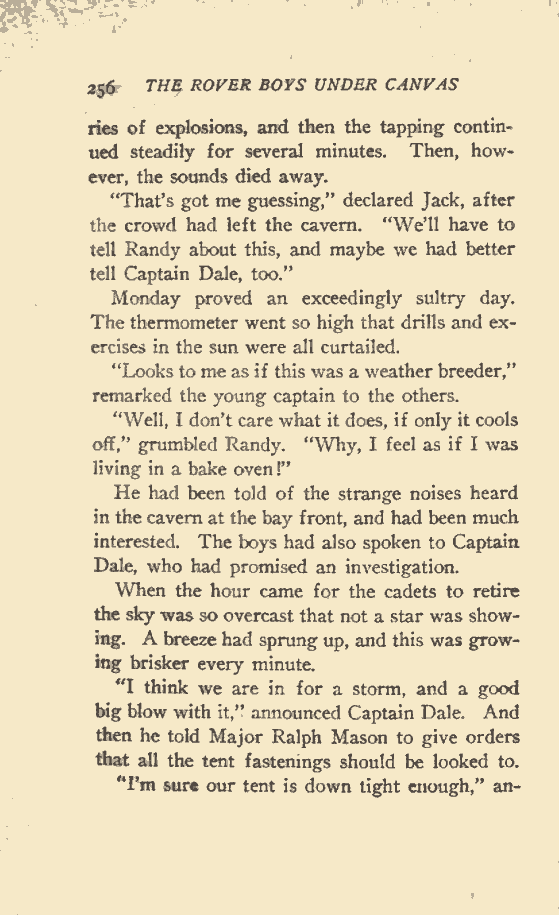 256 THE ROVER BOYS UNDER CANVAS
ries of explosions, and then the tapping contin-
ued steadily for several minutes. Then, how-
ever, the sounds died away.
"That's got me guessing," declared Jack, after
the crowd had left the cavern. "We'll have to
tell Randy about this, and maybe we had better
tell Captain Dale, too."
Monday proved an exceedingly sultry day.
The thermometer went so high that drills and ex-
ercises in the sun were all curtailed.
"Looks to me as if this was a weather breeder,"
remarked the young captain to the others.
"Well, I don't care what it does, if only it cools
off," grumbled Randy. "Why, I feel as if I was
living in a bake oven!"
He had been told of the strange noises heard
in the cavern at the bay front, and had been much
interested. The boys had also spoken to Captain
Dale, who had promised an investigation.
When the hour came for the cadets to retire
the sky was so overcast that not a star was show-
ing. A breeze had sprung up, and this was grow-
ing brisker every minute.
"I think we are in for a storm, and a good
big blow with it," announced Captain Dale. And
then he told Major Ralph Mason to give orders
that all the tent fastenings should be looked to.
"I'm sure our tent is down tight enough," an-